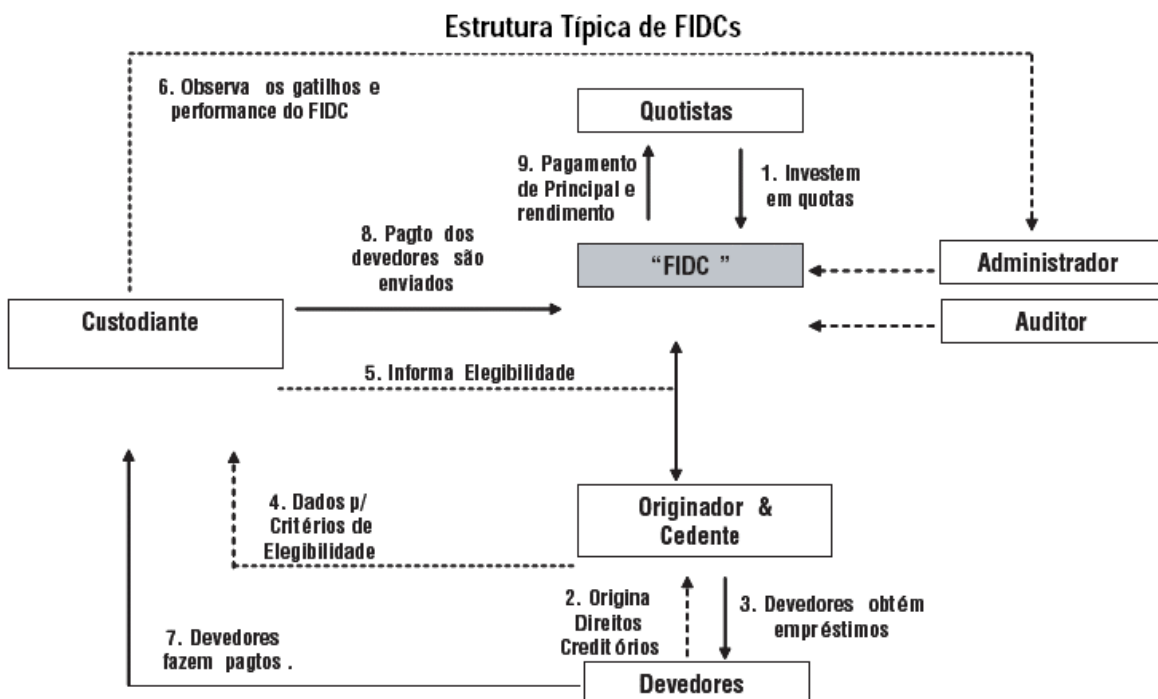 Estrutura Típica de FIDCs
6. Observa os gatilhos e
performance do FIDC
Quotistas
9. Pagamento
de Principal e
rendimento
1. Investem
em quotas
8. Pagto dos
devedores são
enviados
“FIDC ”
Administrador
Custodiante
Auditor
5. Informa Elegibilidade
4. Dados p/
Critérios de
Elegibilidade
Originador &
Cedente
2. Origina
Direitos
Creditórios
3. Devedores obtém
empréstimos
7. Devedores
fazem pagtos .
Devedores